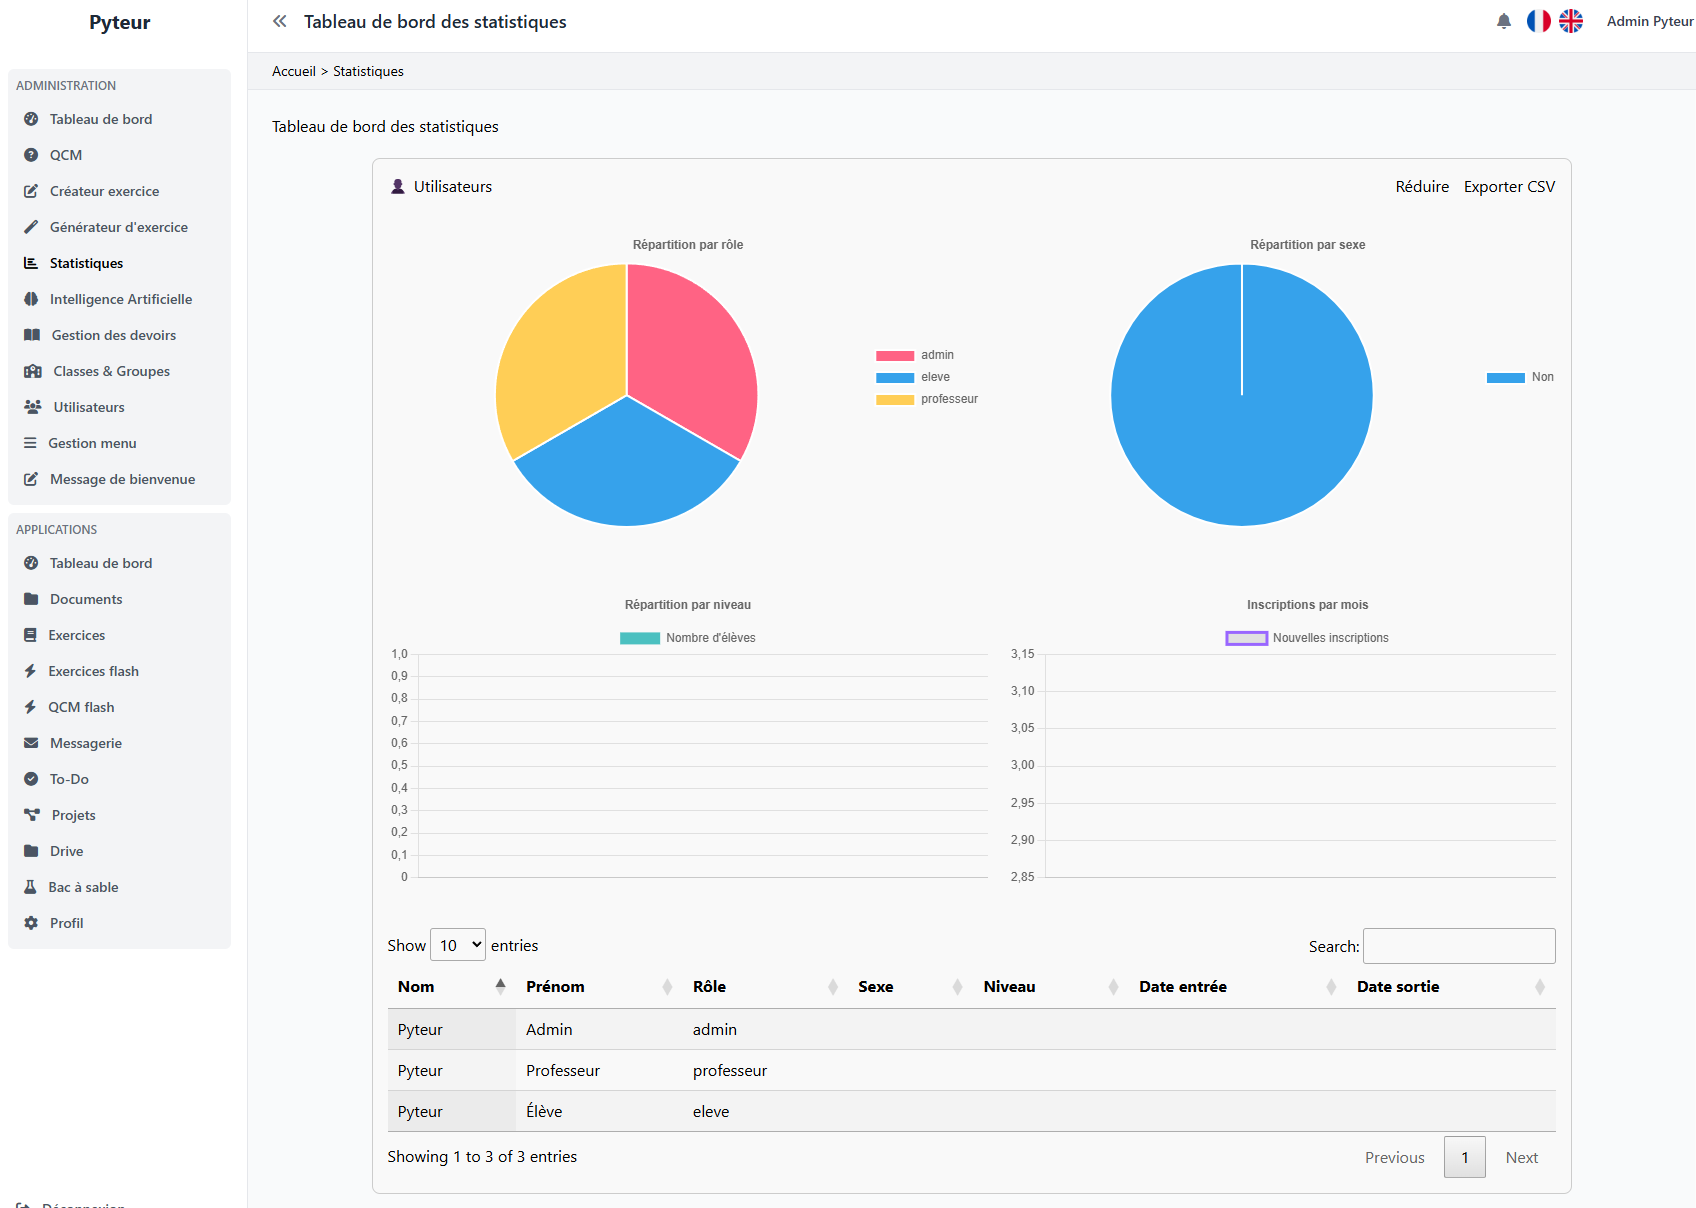 Pyteur
Tableau de bord des statistiques
Admin Pyteur
ADMINISTRATION
Tableau de bord
QCM
Créateur exercice
Générateur d'exercice
Statistiques
Intelligence Artificielle
Gestion des devoirs
Classes & Groupes
Utilisateurs
Gestion menu
Message de bienvenue
APPLICATIONS
Tableau de bord
Documents
Exercices
Exercices flash
QCM flash
Messagerie
To-Do
Projets
Drive
Bac à sable
Profil
Déconnexion
Accueil > Statistiques
Tableau de bord des statistiques
Utilisateurs
Réduire Exporter CSV
Répartition par rôle
admin
eleve
professeur
Répartition par sexe
Non
Répartition par niveau
Nombre d'élèves
1,0
0,9
0,8
0,7
0,6
0,5
0,4
0,3
0,2
0,1
0
Inscriptions par mois
Nouvelles inscriptions
3,15
3,10
3,05
3,00
2,95
2,90
2,85
Show 10 entries
Search:
Nom Prénom Rôle Sexe Niveau Date entrée Date sortie
Pyteur Admin admin
Pyteur Professeur professeur
Pyteur Élève eleve
Showing 1 to 3 of 3 entries
Previous 1 Next